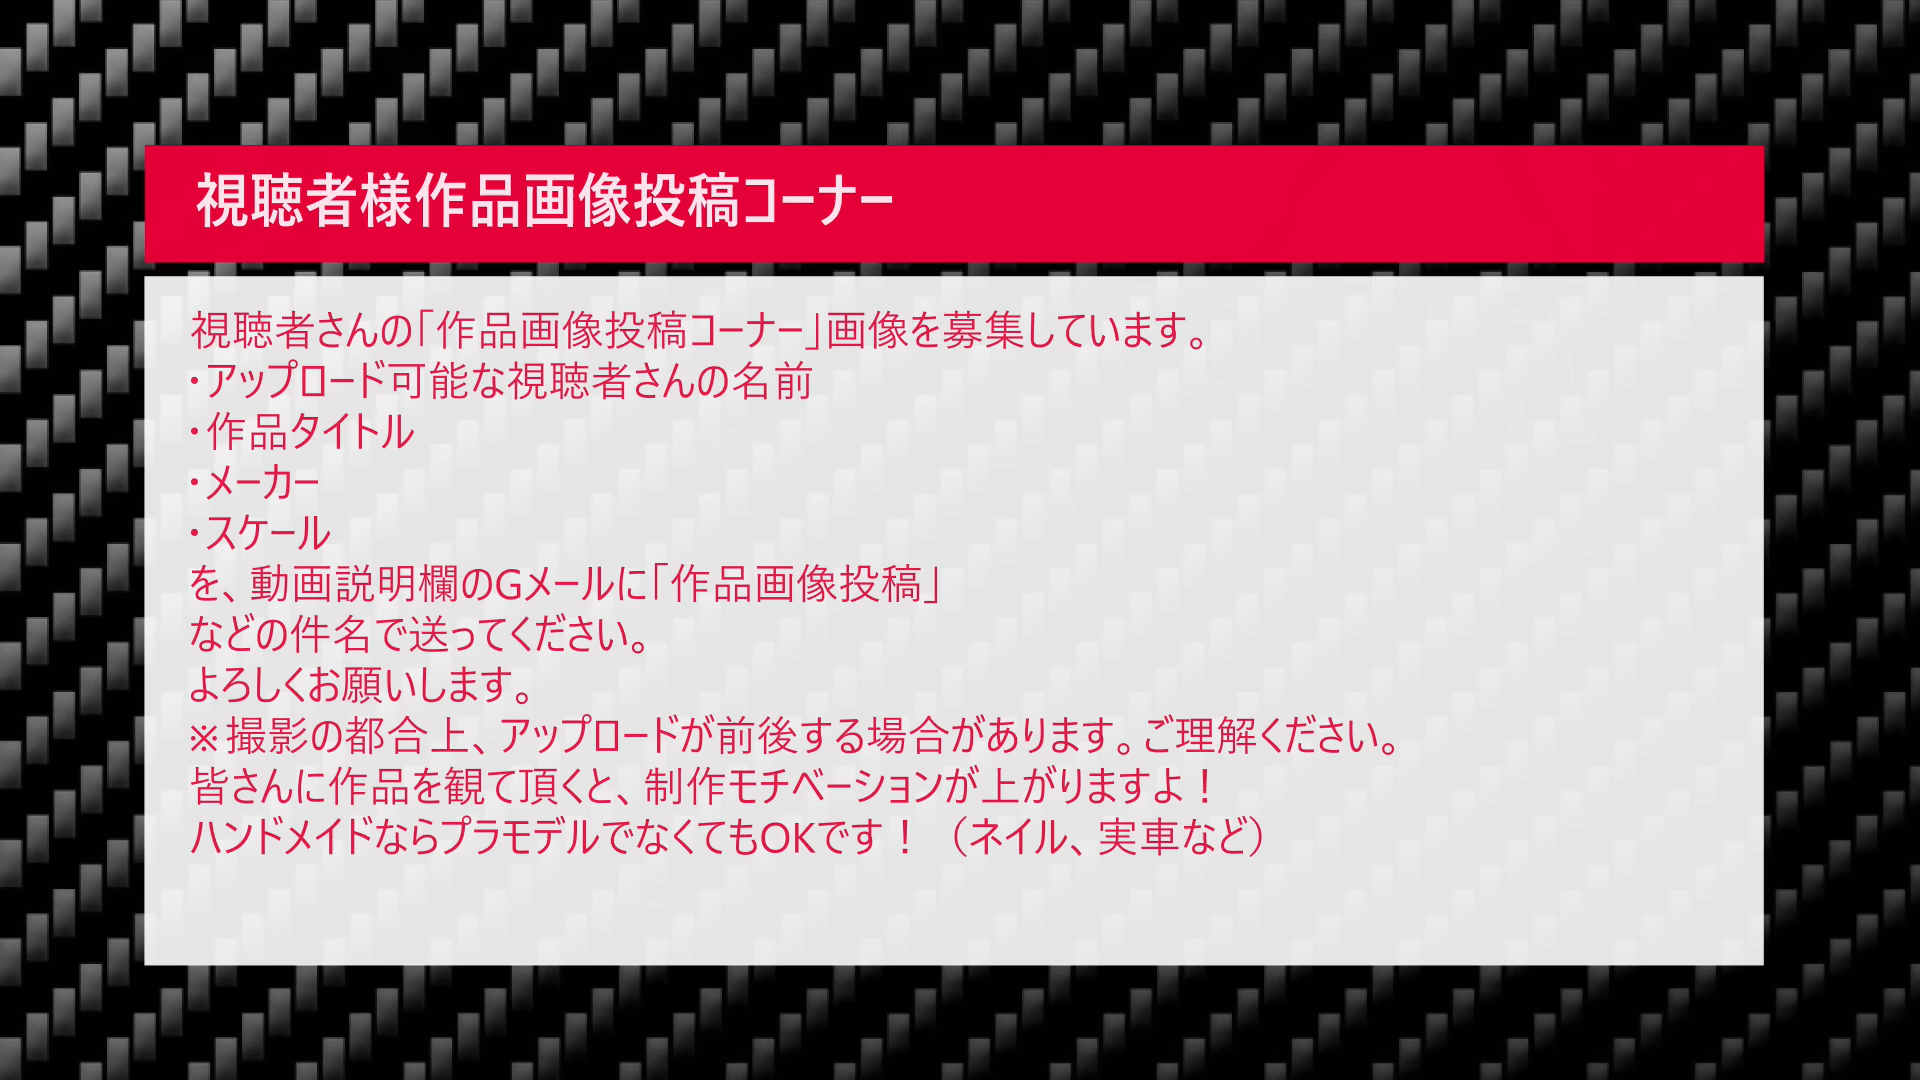 視聴者様作品画像投稿コーナー
視聴者さんの「作品画像投稿コーナー」画像を募集しています。
・アップロード可能な視聴者さんの名前
・作品タイトル
・メーカー
・スケール
を、動画説明欄のGメールに「作品画像投稿」
などの件名で送ってください。
よろしくお願いします。
※撮影の都合上、アップロードが前後する場合があります。ご理解ください。
皆さんに作品を観て頂くと、制作モチベーションが上がりますよ！
ハンドメイドならプラモデルでなくてもOKです！　（ネイル、実車など）